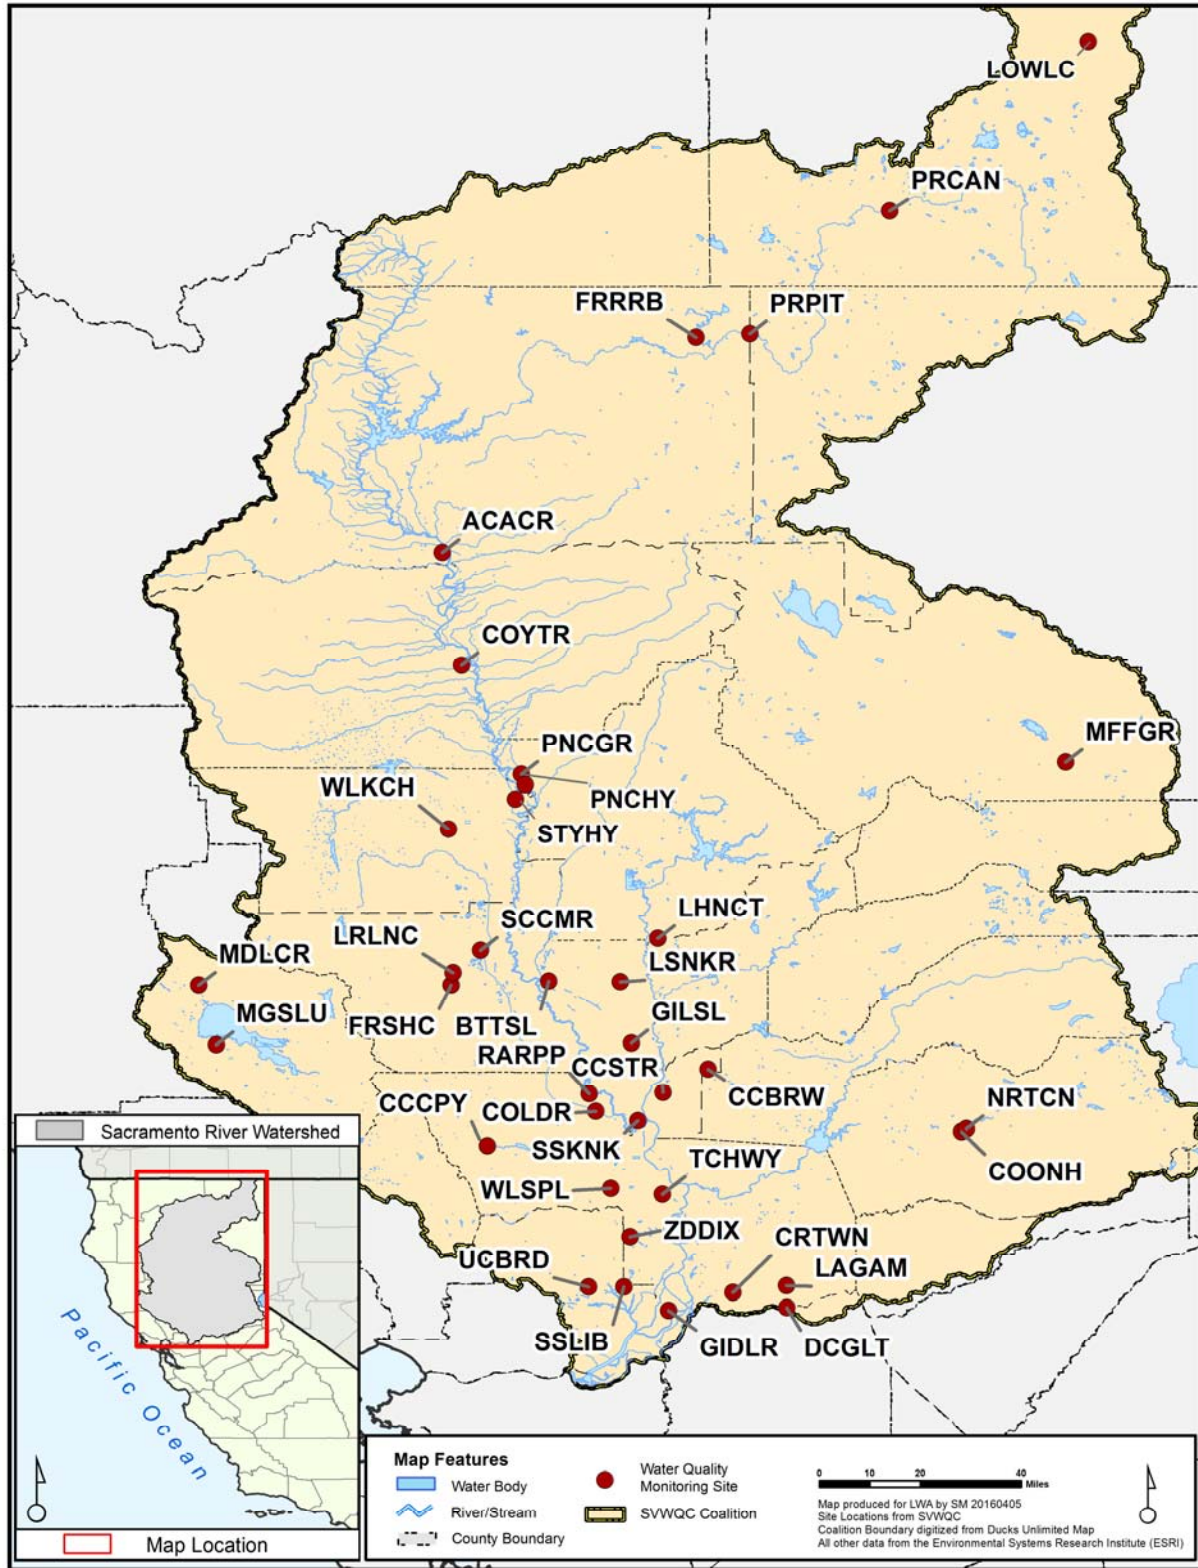 LOWLC
PRCAN
FRRRB
PRPIT
ACACR
COYTR
MFFGR
PNCGR
WLKCH
PNCHY
STYHY
SCCMR
LHNCT
LRLNC
MDLCR
LSNKR
MGSLU
FRSHC
BTTSL
GILSL
RARPP
CCSTR
CCBRW
CCCPY
COLDR
NRTCN
SSKNK
TCHWY
COONH
WLSPL
ZDDIX
CRTWN
UCBRD
LAGAM
SSLIB
GIDLR
DCGLT
Sacramento River Watershed
Pacific Ocean
Map Location
Map Features
Water Body
River/Stream
County Boundary
Water Quality
Monitoring Site
SVWQC Coalition
0 10 20 40
Miles
Map produced for LWA by SM 20160405
Site Locations from SVWQC
Coalition Boundary digitized from Ducks Unlimited Map
All other data from the Environmental Systems Research Institute (ESRI)